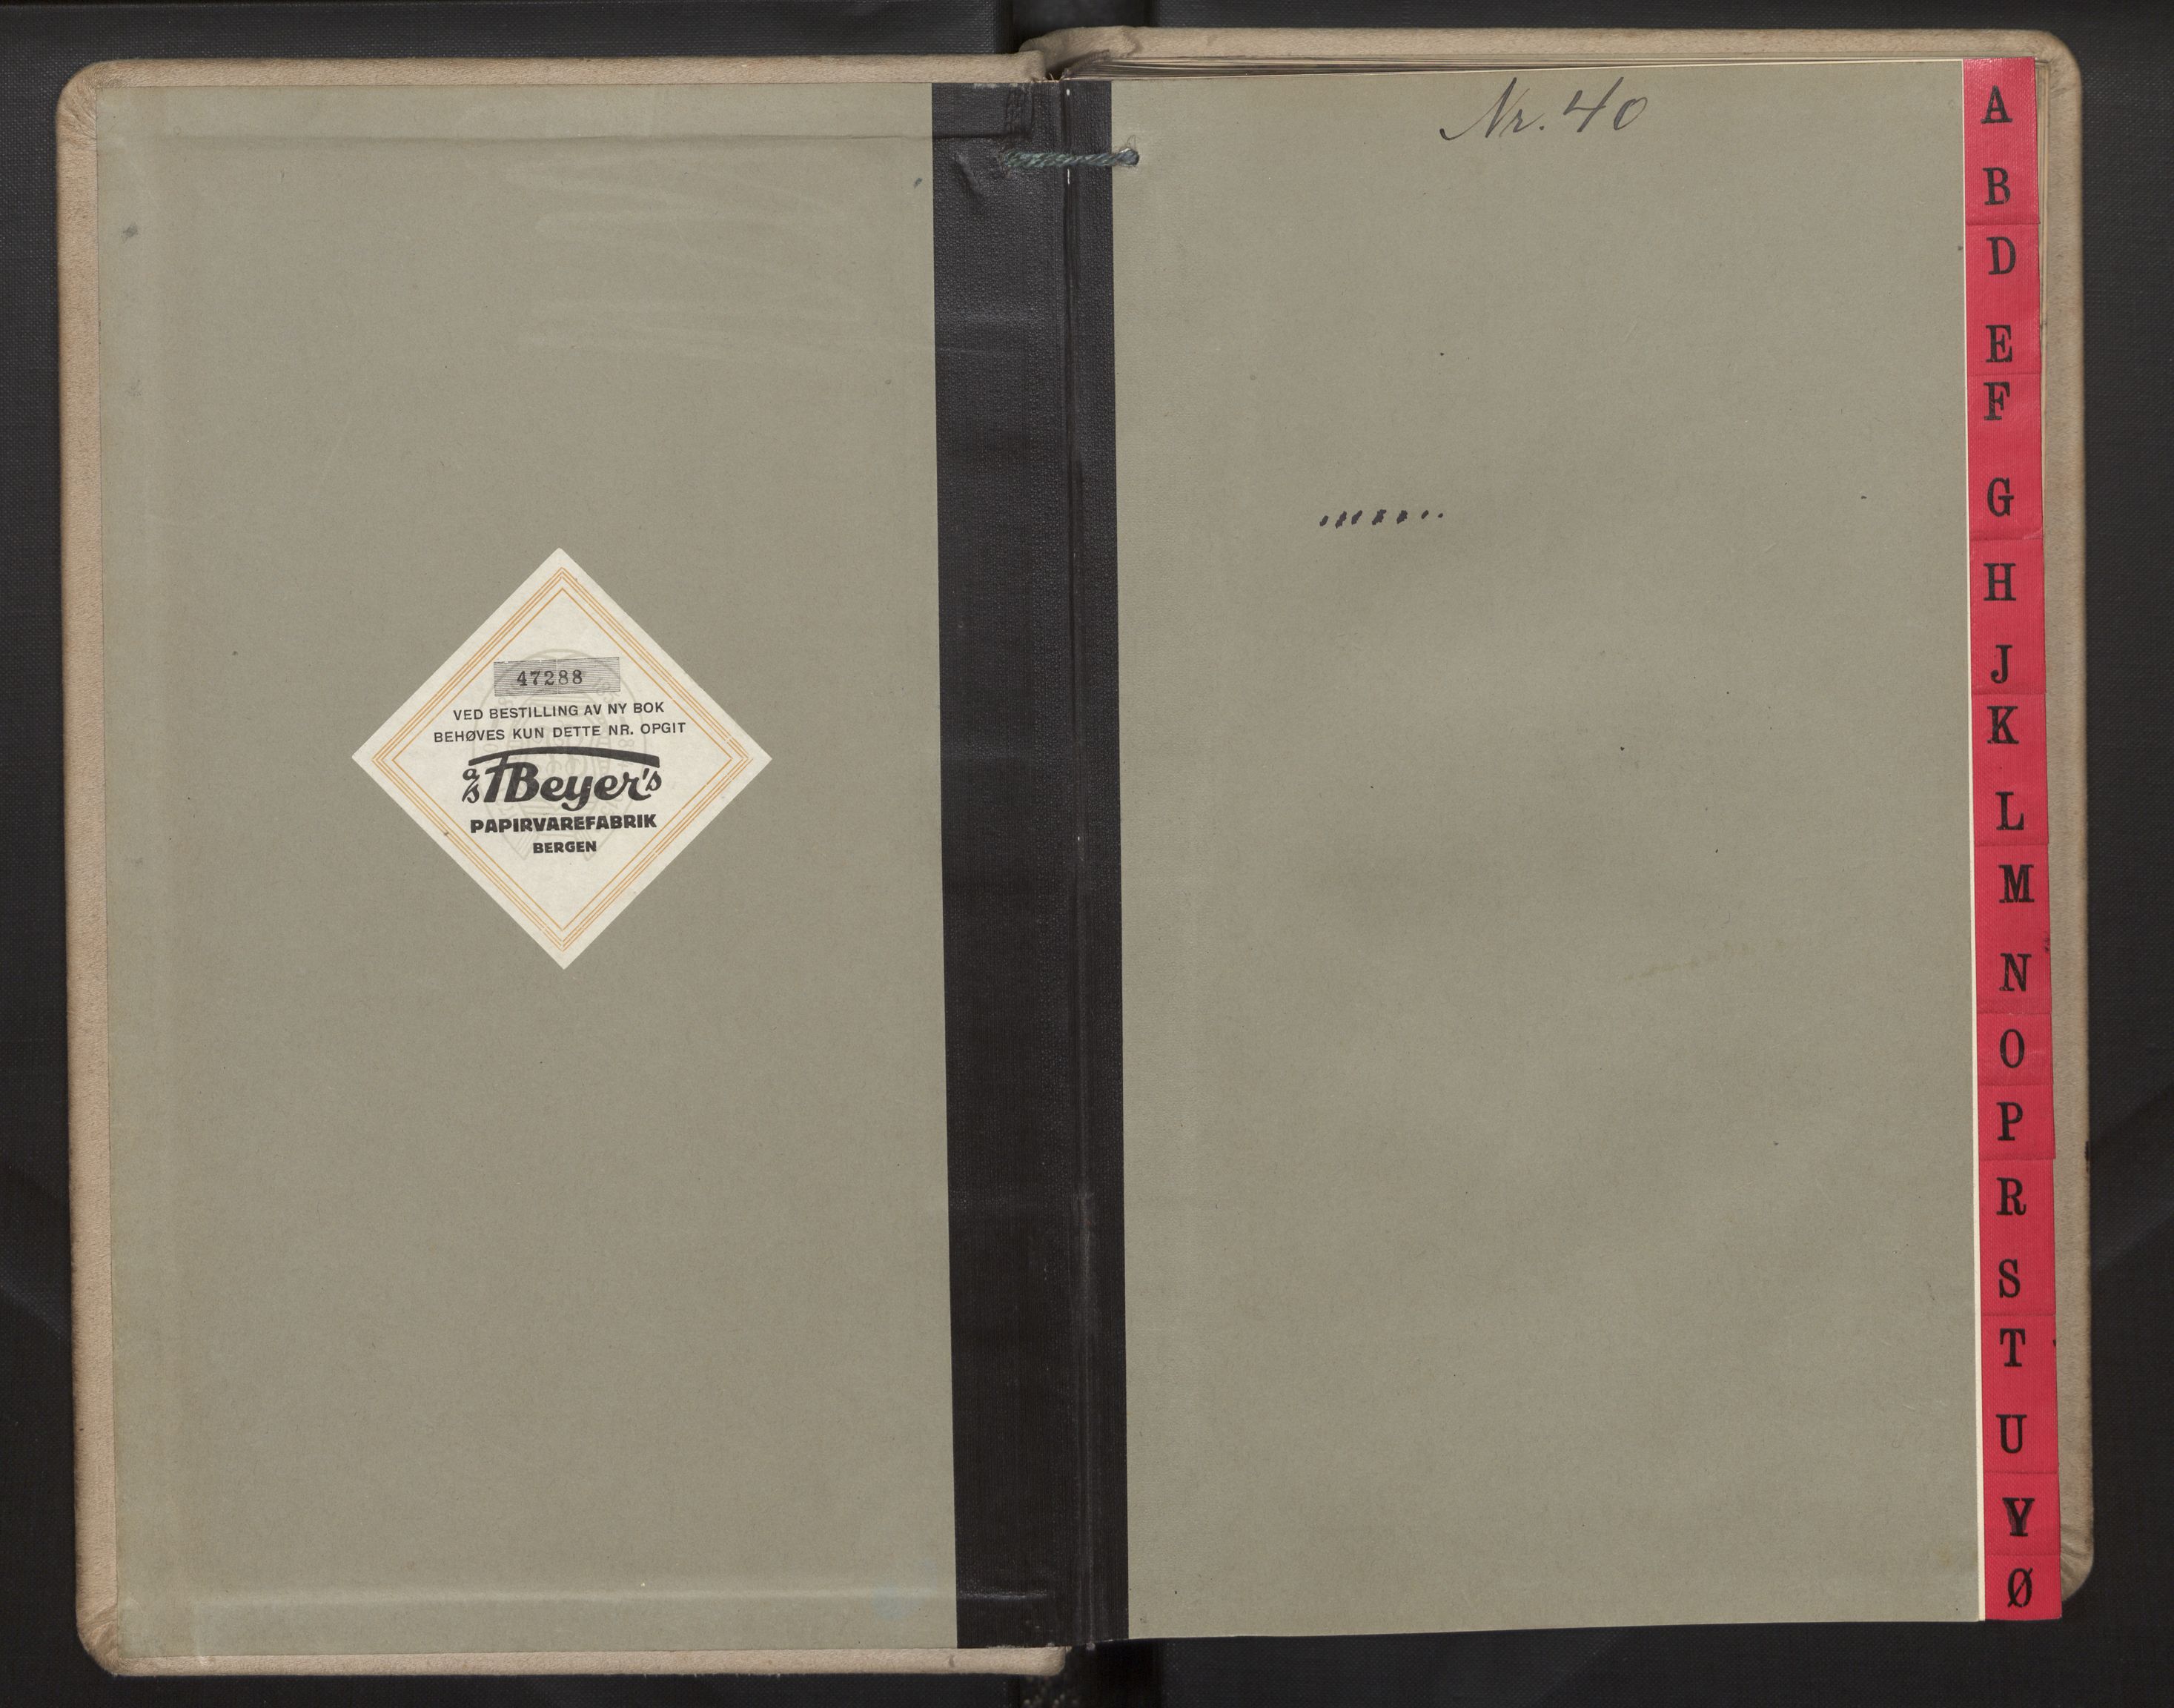 47288
VED BESTILLING AV NY BOK
BEHØVES KUN DETTE NR. OPGIT
A/S F Beyer's
PAPIRVAREFABRIK
BERGEN
Nr. 40
A
B
D
E
F
G
H
J
K
L
M
N
O
P
R
S
T
U
Y
Ø